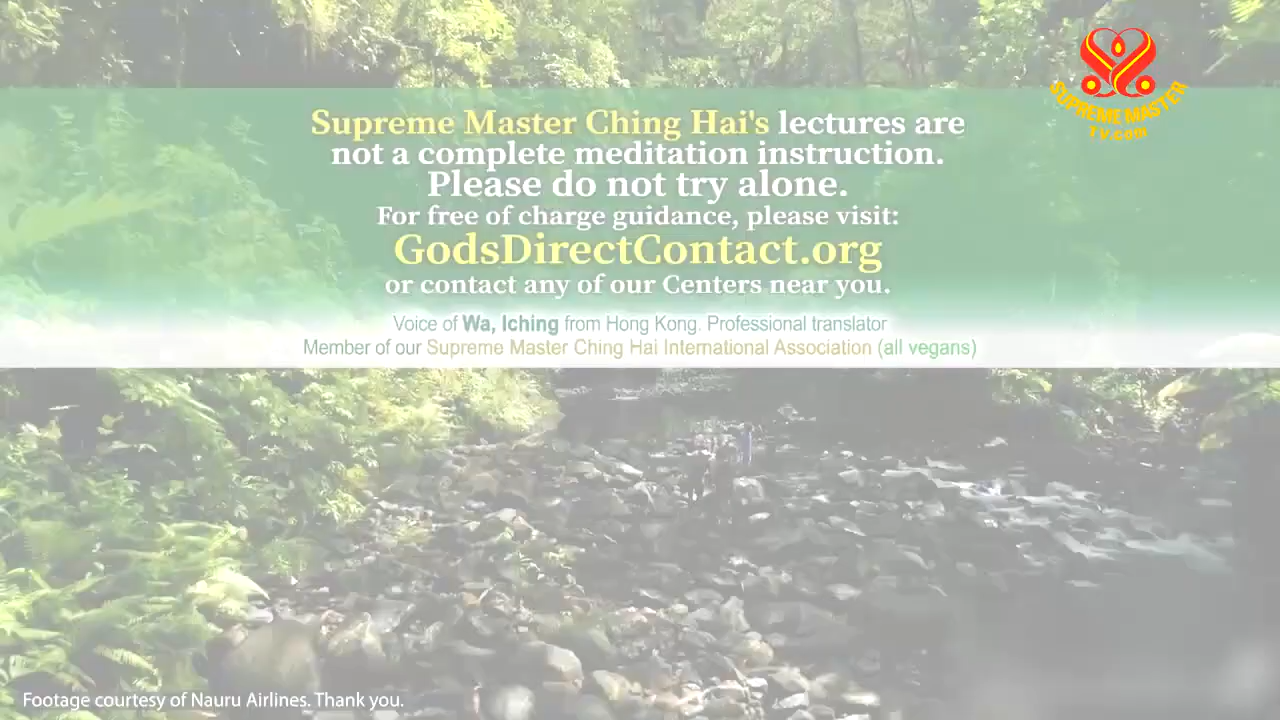 SUPREME MASTER
TV.com
Supreme Master Ching Hai's lectures are
not a complete meditation instruction.
Please do not try alone.
For free of charge guidance, please visit:
GodsDirectContact.org
or contact any of our Centers near you.
Voice of Wa, Iching from Hong Kong. Professional translator
Member of our Supreme Master Ching Hai International Association (all vegans)
Footage courtesy of Nauru Airlines. Thank you.